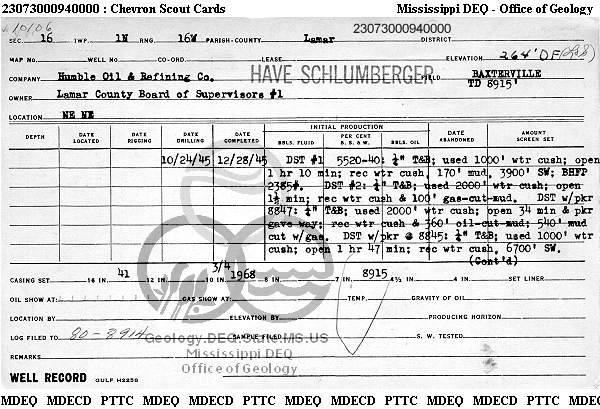 23073000940000 : Chevron Scout Cards Mississippi DEQ - Office of Geology
10/06 23073000940000
SEC. 16 TWP. 1N RNG. 16W PARISH-COUNTY Lamar DISTRICT
MAP NO. WELL NO. CO-ORD. LEASE ELEVATION 264' DF
COMPANY Humble Oil & Refining Co. HAVE SCHLUMBERGER FIELD BAXTERVILLE
TD 8915'
OWNER Lamar County Board of Supervisors #1
LOCATION NE NE
DEPTH DATE LOCATED DATE RIGGING DATE DRILLING DATE COMPLETED INITIAL PRODUCTION BBLS. FLUID PER CENT B. S. & W. BBLS. OIL DATE ABANDONED AMOUNT SCREEN SET
10/24/45 12/28/45 DST #1 5520-40: ¼" T&B; used 1000' wtr cush; open
1 hr 10 min; rec wtr cush, 170' mud, 3900' SW; BHFP
2385#. DST #2: ¼" T&B; used 2000' wtr cush; open
1½ min; rec wtr cush & 100' gas-cut-mud. DST w/pkr
8847: ¼" T&B; used 2000' wtr cush; open 34 min & pkr
gave way; rec wtr cush & 360' oil-cut-mud; 540' mud
cut w/gas. DST w/pkr @ 8845: ¼" T&B; used 1000' wtr
cush; open 1 hr 47 min; rec wtr cush, 6700' SW.
(Cont'd)
CASING SET 16 IN. 41 12 IN. 10 IN. 3/4 1968 8 IN. 7 IN. 8915 4½ IN. 4 IN. SET LINER
OIL SHOW AT: GAS SHOW AT: TEMP. GRAVITY OF OIL
LOCATION BY ELEVATION BY PRODUCING HORIZON
LOG FILED TO 80-8914 SAMPLE FILED S. W. TESTED
Geology.DEQ.State.MS.US
Mississippi DEQ
REMARKS Office of Geology
WELL RECORD GULF H2258
MDEQ MDECD PTTC MDEQ MDECD PTTC MDEQ MDECD PTTC MDEQ MDECD PTTC MDEC